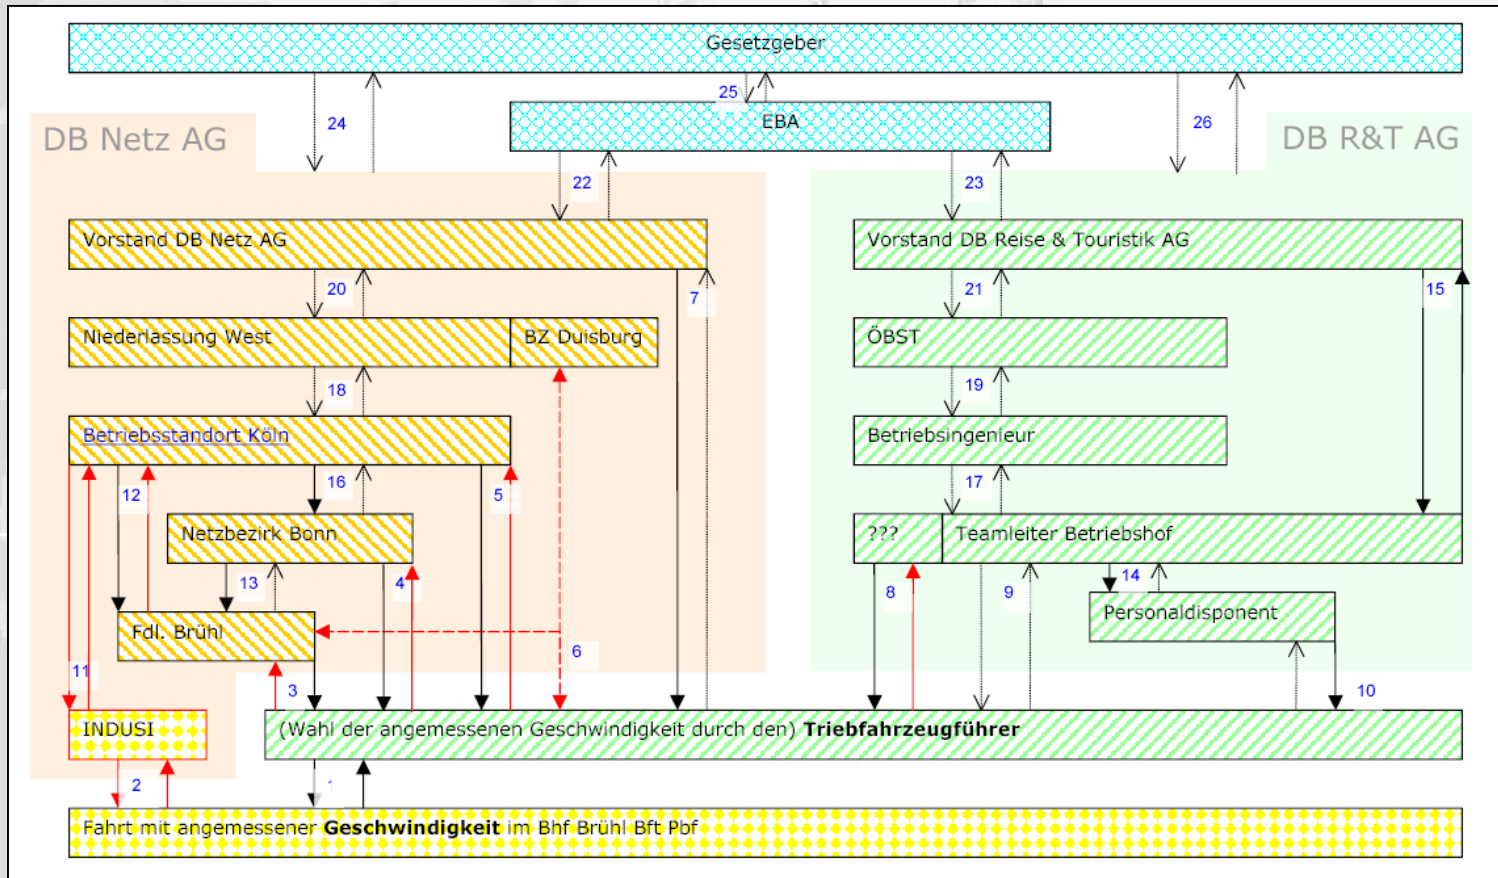 Gesetzgeber
25
EBA
24
26
DB Netz AG
DB R&T AG
22
23
Vorstand DB Netz AG
Vorstand DB Reise & Touristik AG
20
7
21
15
Niederlassung West
BZ Duisburg
ÖBST
18
19
Betriebsstandort Köln
Betriebsingenieur
12
16
5
17
Netzbezirk Bonn
???
Teamleiter Betriebshof
13
4
8
9
14
Fdl. Brühl
Personaldisponent
6
11
3
10
INDUSI
(Wahl der angemessenen Geschwindigkeit durch den) Triebfahrzeugführer
2
1
Fahrt mit angemessener Geschwindigkeit im Bhf Brühl Bft Pbf